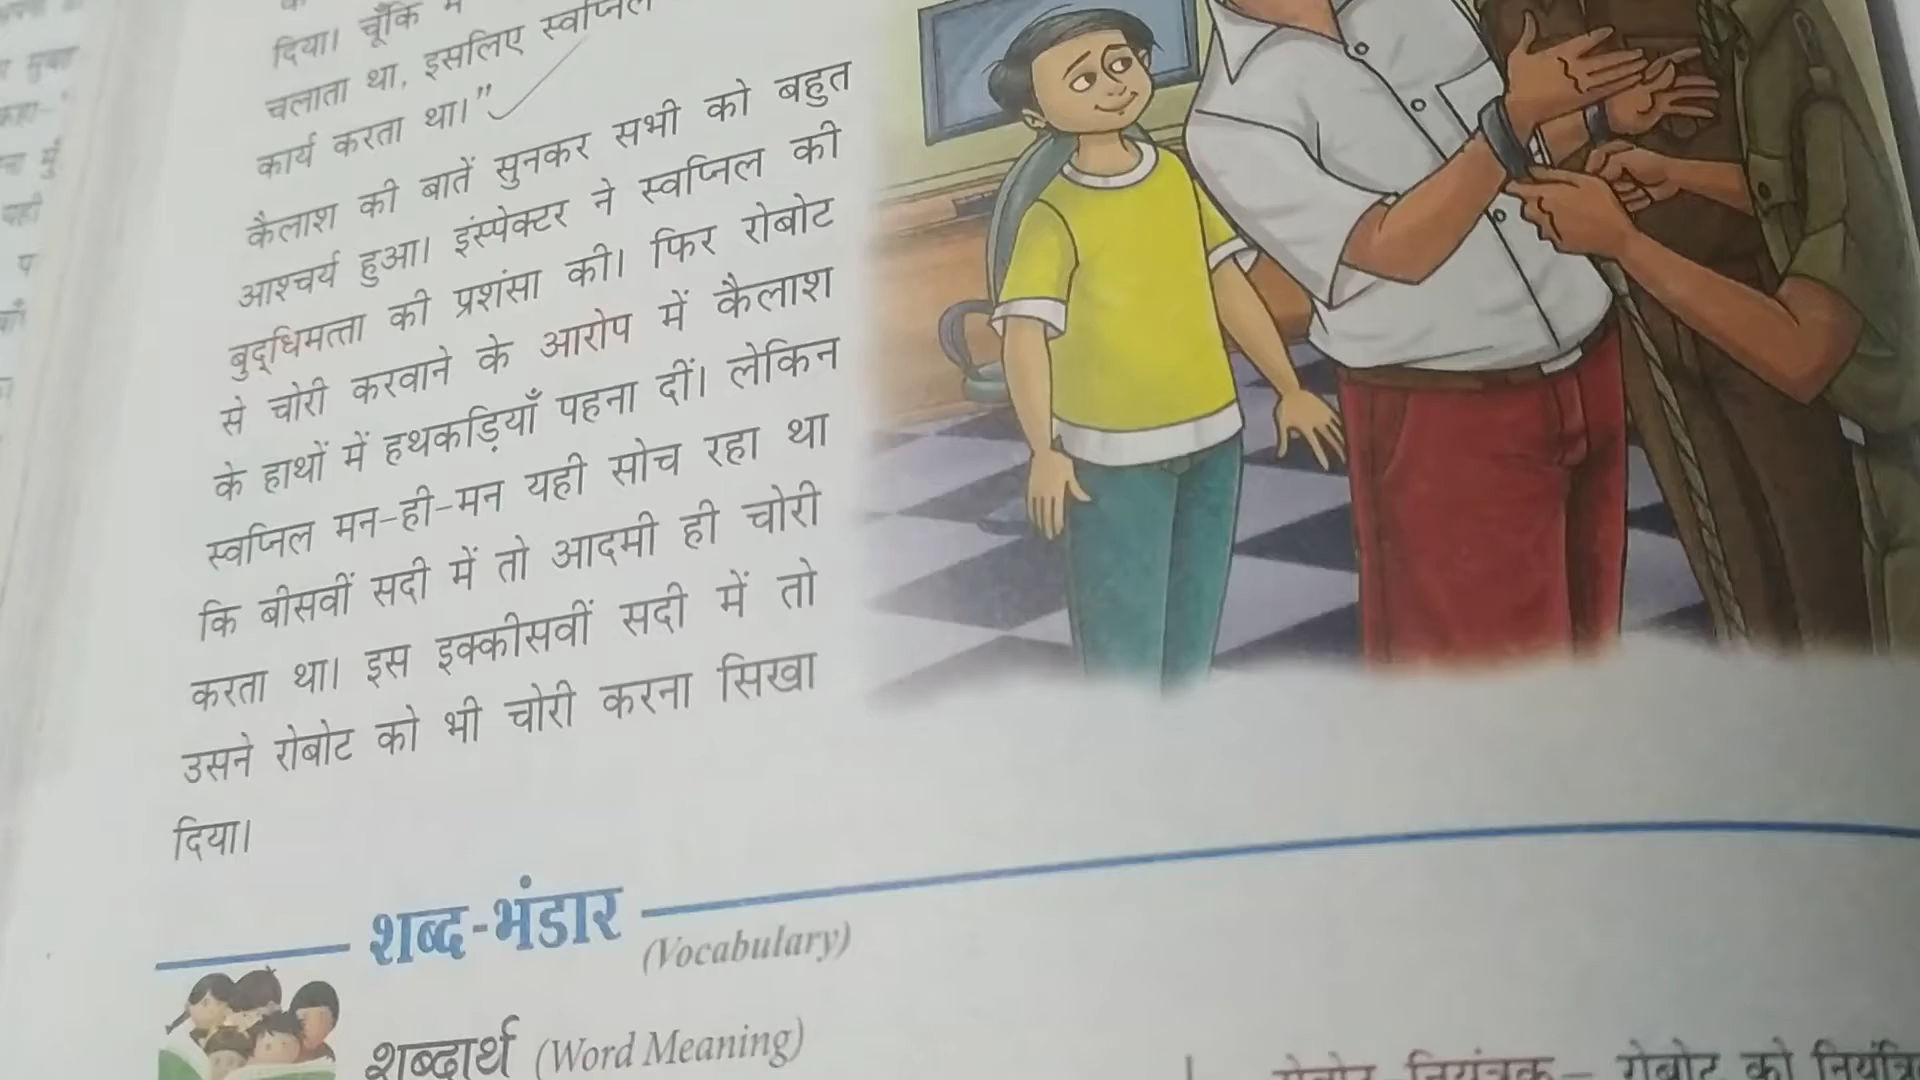 दिया। चूँकि म
चलाता था, इसलिए स्वप्निल
कार्य करता था।”
कैलाश की बातें सुनकर सभी को बहुत
आश्चर्य हुआ। इंस्पेक्टर ने स्वप्निल की
बुद्धिमत्ता की प्रशंसा की। फिर रोबोट
से चोरी करवाने के आरोप में कैलाश
के हाथों में हथकड़ियाँ पहना दीं। लेकिन
स्वप्निल मन-ही-मन यही सोच रहा था
कि बीसवीं सदी में तो आदमी ही चोरी
करता था। इस इक्कीसवीं सदी में तो
उसने रोबोट को भी चोरी करना सिखा
दिया।
शब्द-भंडार
(Vocabulary)
शब्दार्थ (Word Meaning)
रोबोट नियंत्रक– रोबोट को